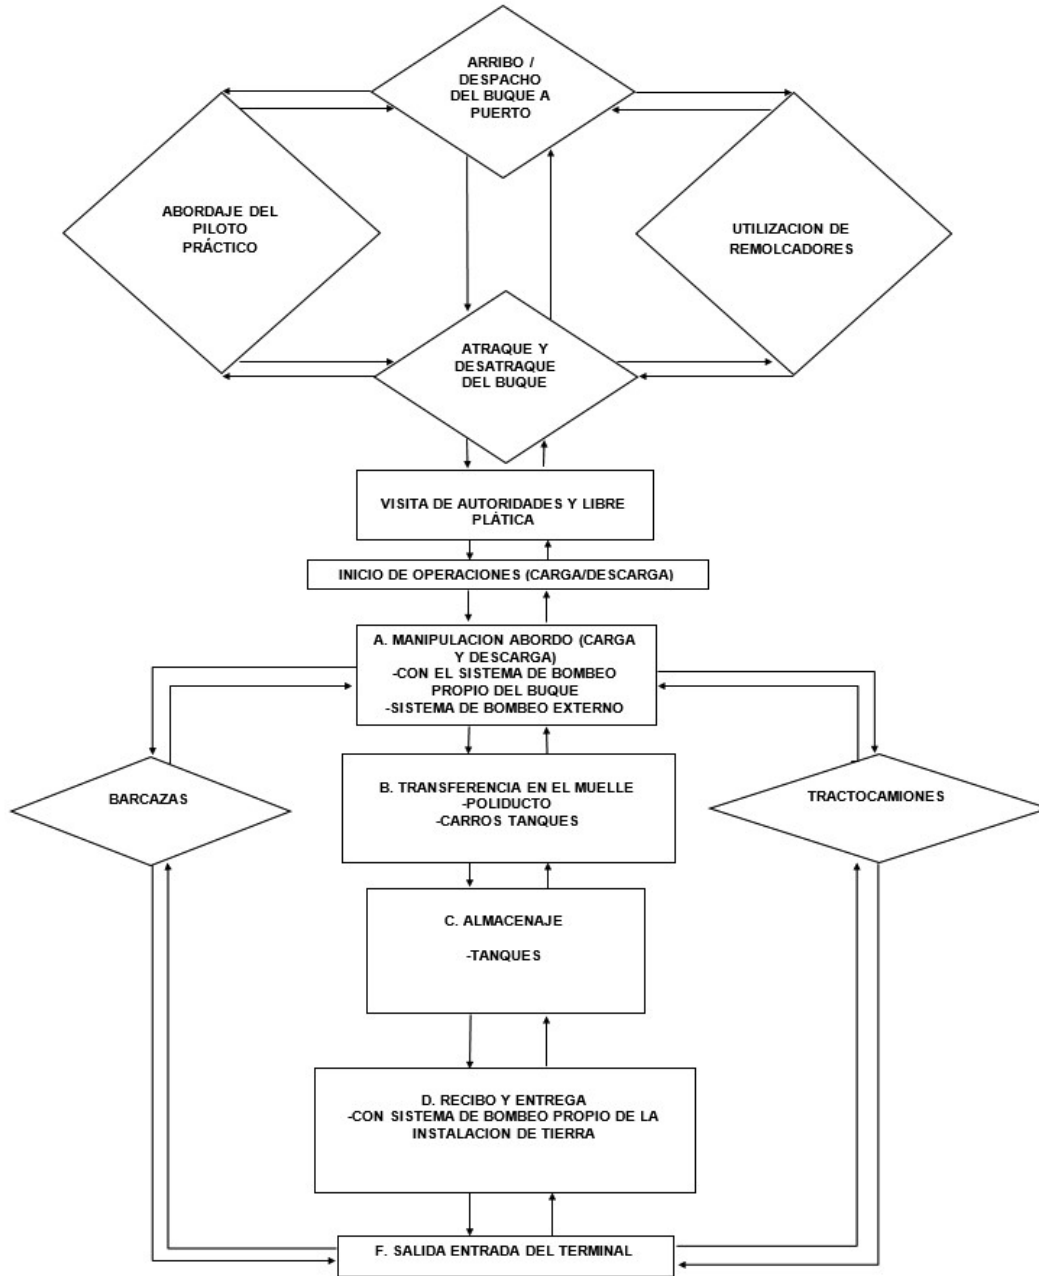 ARRIBO /
DESPACHO
DEL BUQUE A
PUERTO
ABORDAJE DEL
PILOTO
PRÁCTICO
UTILIZACION DE
REMOLCADORES
ATRAQUE Y
DESATRAQUE
DEL BUQUE
VISITA DE AUTORIDADES Y LIBRE
PLÁTICA
INICIO DE OPERACIONES (CARGA/DESCARGA)
A. MANIPULACION ABORDO (CARGA
Y DESCARGA)
-CON EL SISTEMA DE BOMBEO
PROPIO DEL BUQUE
-SISTEMA DE BOMBEO EXTERNO
BARCAZAS
B. TRANSFERENCIA EN EL MUELLE
-POLIDUCTO
-CARROS TANQUES
TRACTOCAMIONES
C. ALMACENAJE
-TANQUES
D. RECIBO Y ENTREGA
-CON SISTEMA DE BOMBEO PROPIO DE LA
INSTALACION DE TIERRA
F. SALIDA ENTRADA DEL TERMINAL